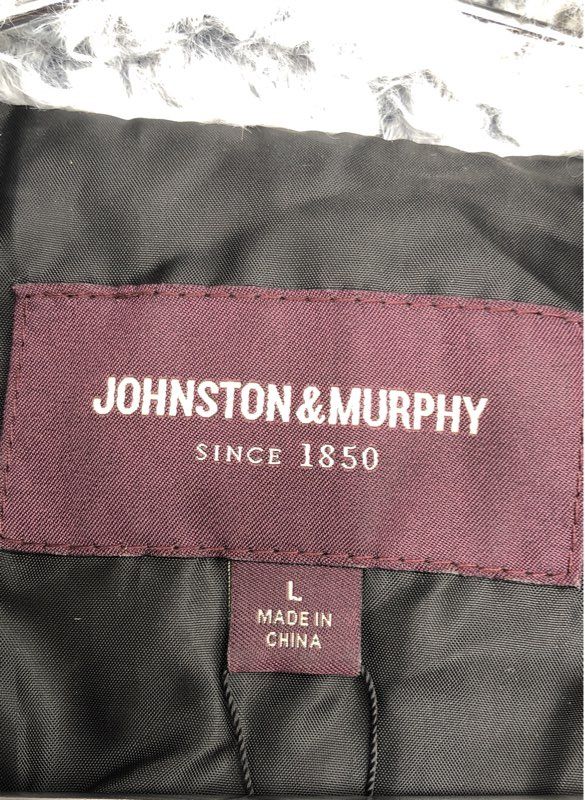 JOHNSTON & MURPHY
SINCE 1850
L
MADE IN
CHINA